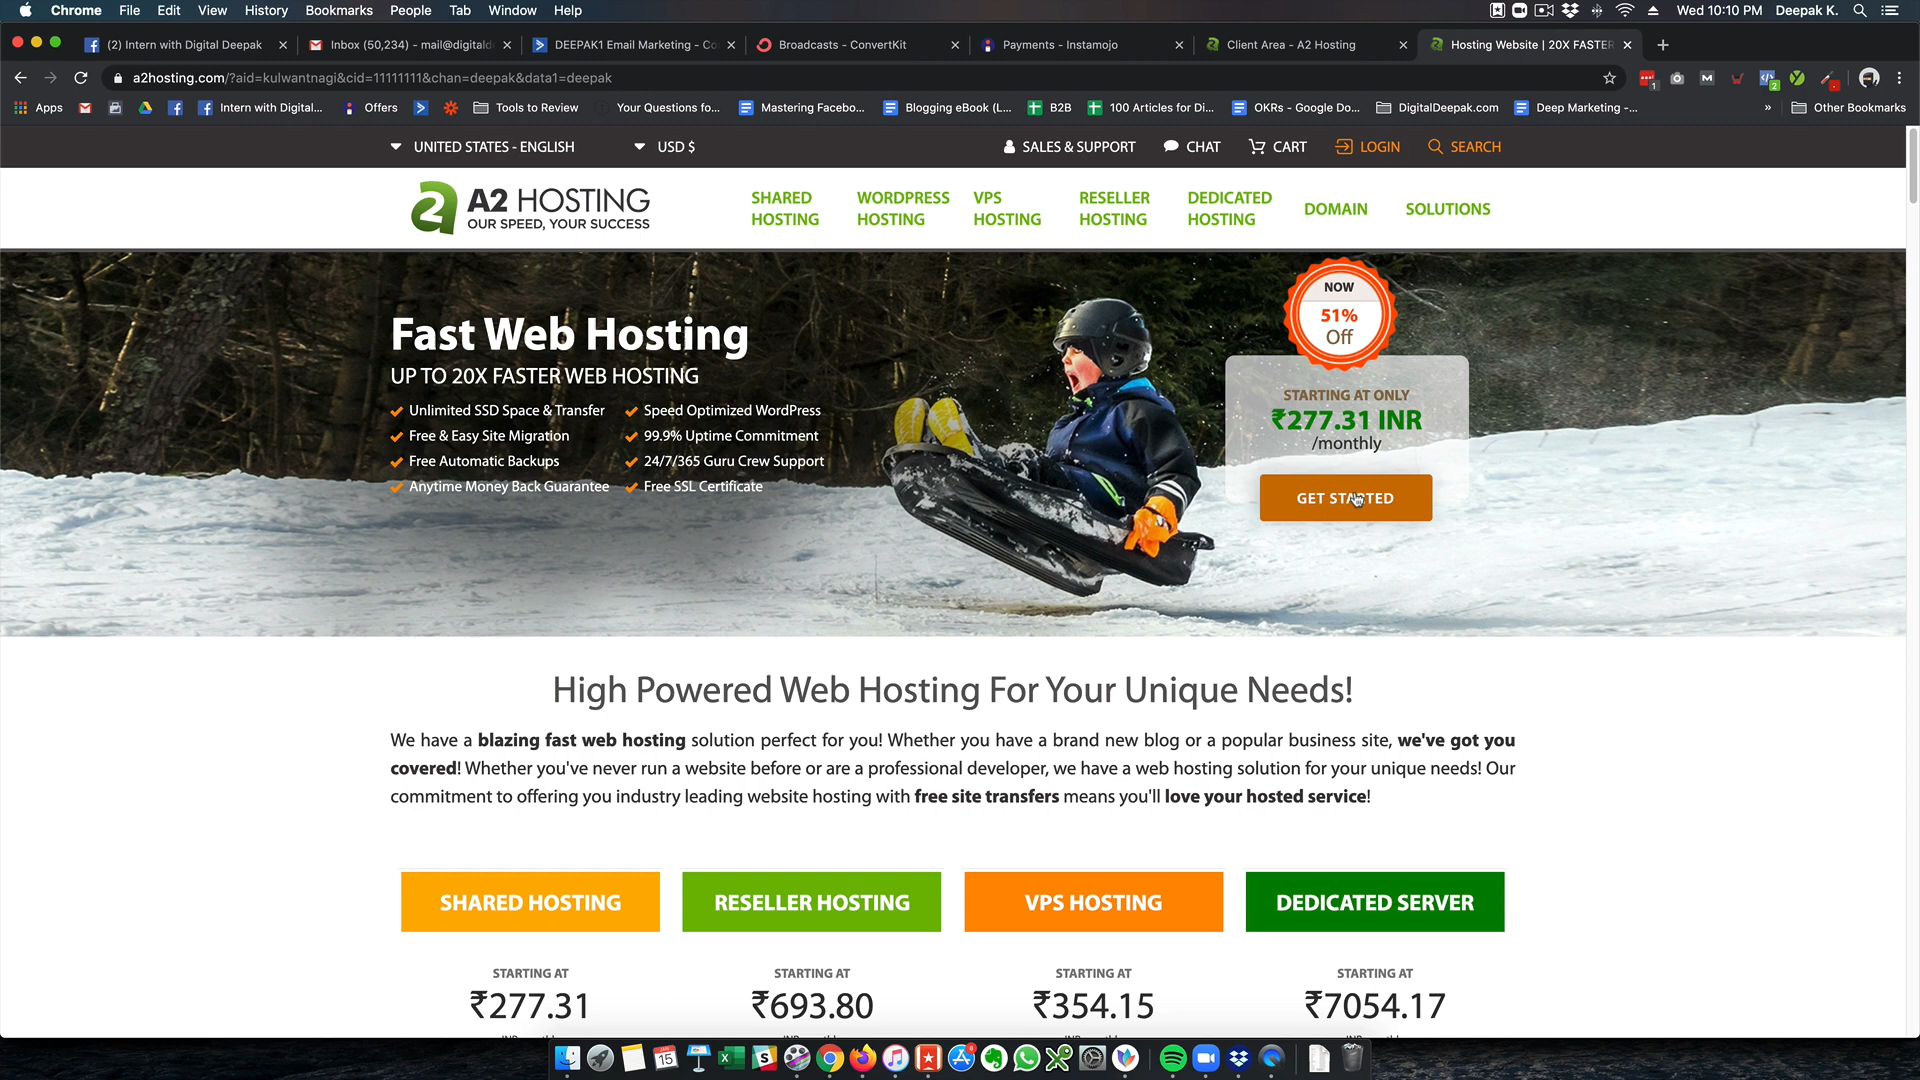 Chrome File Edit View History Bookmarks People Tab Window Help
Wed 10:10 PM Deepak K.
(2) Intern with Digital Deepak
Inbox (50,234) - mail@digitald
DEEPAK1 Email Marketing - Co
Broadcasts - ConvertKit
Payments - Instamojo
Client Area - A2 Hosting
Hosting Website | 20X FASTER
a2hosting.com/?aid=kulwantnagi&cid=11111111&chan=deepak&data1=deepak
Apps
Intern with Digital...
Offers
Tools to Review
Your Questions fo...
Mastering Facebo...
Blogging eBook (L...
B2B
100 Articles for Di...
OKRs - Google Do...
DigitalDeepak.com
Deep Marketing -...
» Other Bookmarks
UNITED STATES - ENGLISH
USD $
SALES & SUPPORT
CHAT
CART
LOGIN
SEARCH
A2 HOSTING
OUR SPEED, YOUR SUCCESS
SHARED HOSTING
WORDPRESS HOSTING
VPS HOSTING
RESELLER HOSTING
DEDICATED HOSTING
DOMAIN
SOLUTIONS
Fast Web Hosting
UP TO 20X FASTER WEB HOSTING
Unlimited SSD Space & Transfer
Speed Optimized WordPress
Free & Easy Site Migration
99.9% Uptime Commitment
Free Automatic Backups
24/7/365 Guru Crew Support
Anytime Money Back Guarantee
Free SSL Certificate
NOW
51%
Off
STARTING AT ONLY
₹277.31 INR
/monthly
GET STARTED
High Powered Web Hosting For Your Unique Needs!
We have a blazing fast web hosting solution perfect for you! Whether you have a brand new blog or a popular business site, we've got you
covered! Whether you've never run a website before or are a professional developer, we have a web hosting solution for your unique needs! Our
commitment to offering you industry leading website hosting with free site transfers means you'll love your hosted service!
SHARED HOSTING
RESELLER HOSTING
VPS HOSTING
DEDICATED SERVER
STARTING AT
STARTING AT
STARTING AT
STARTING AT
₹277.31
₹693.80
₹354.15
₹7054.17